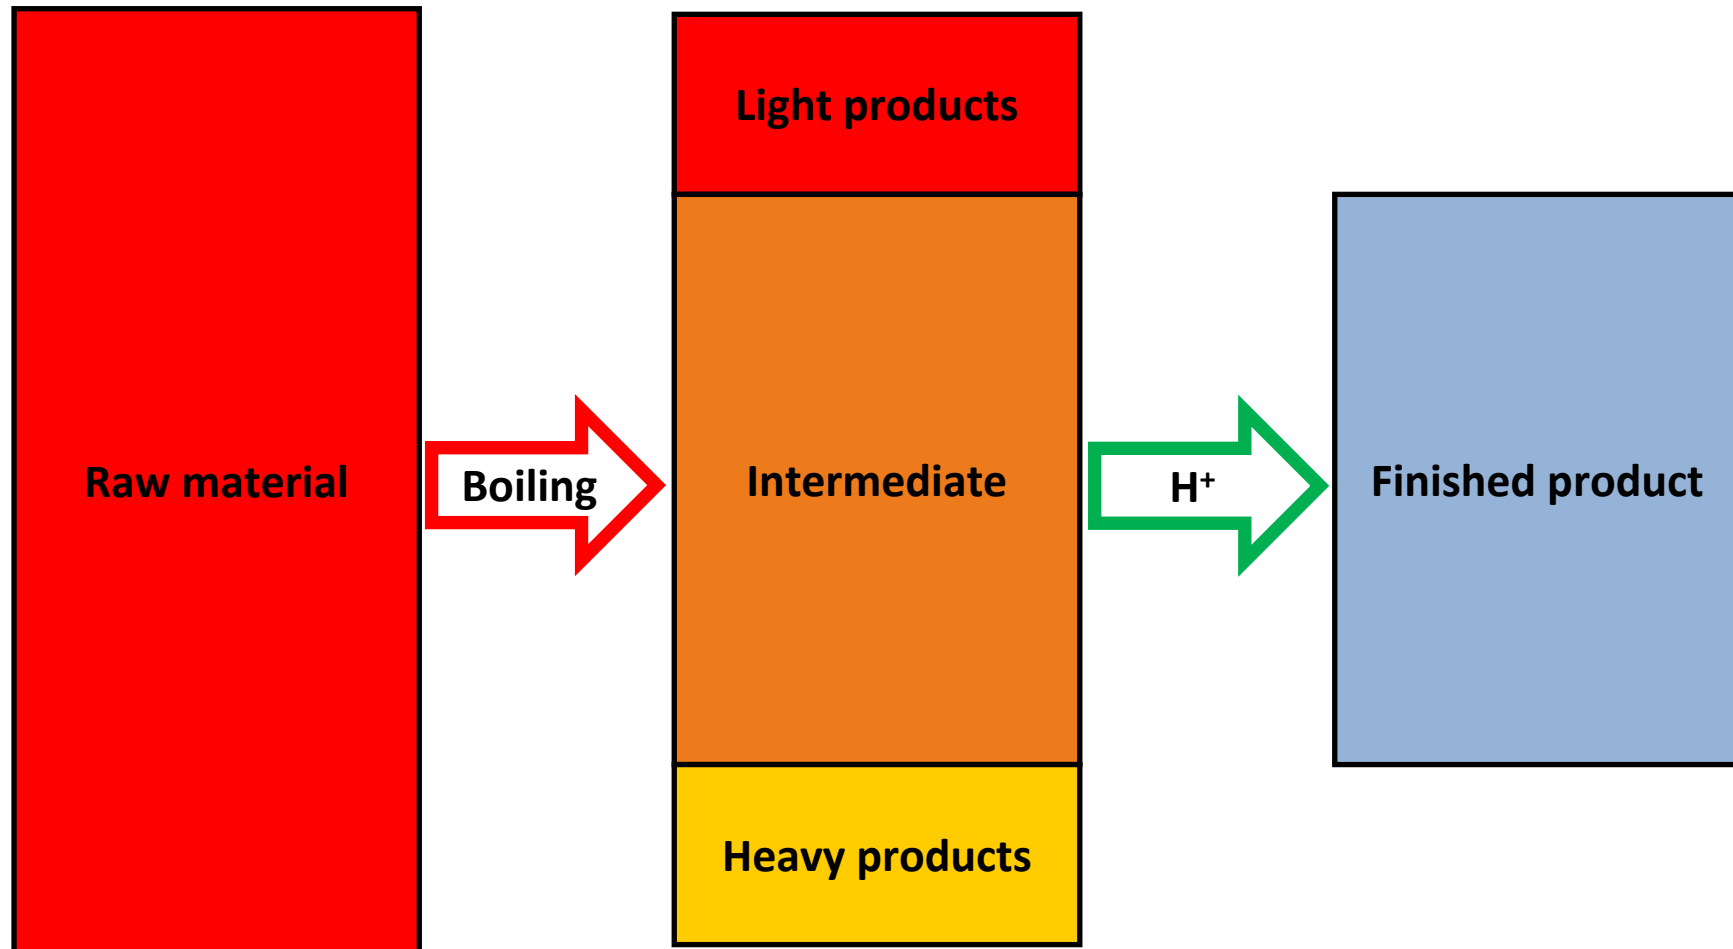 Light products
Raw material
Boiling
Intermediate
H⁺
Finished product
Heavy products